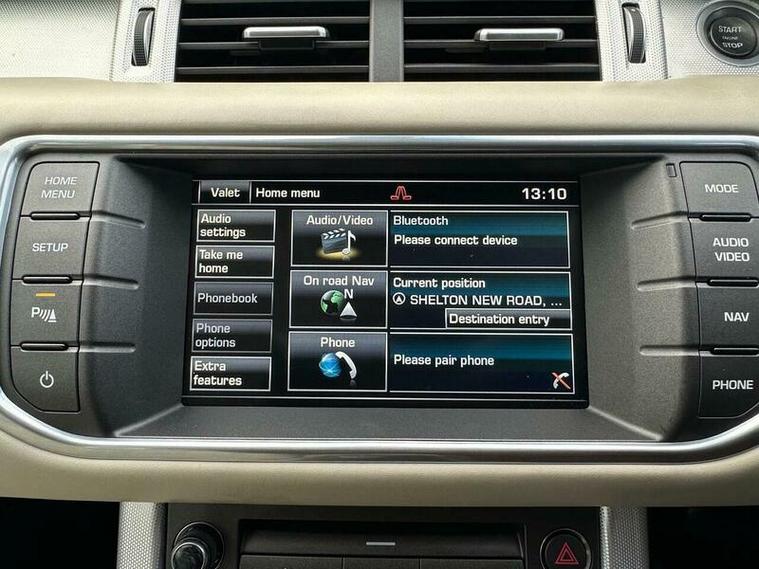 START
ENGINE
STOP
HOME
MENU
SETUP
P
Valet
Home menu
13:10
Audio
settings
Take me
home
Phonebook
Phone
options
Extra
features
Audio/Video
Bluetooth
Please connect device
On road Nav
N
Current position
SHELTON NEW ROAD, ...
Destination entry
Phone
Please pair phone
MODE
AUDIO
VIDEO
NAV
PHONE